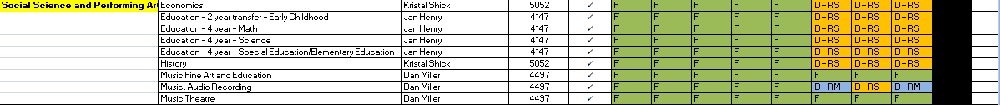 Social Science and Performing Ar Economics Kristal Shick 5052 ✓ F F F F F D - RS D - RS D - RS
Education - 2 year transfer - Early Childhood Jan Henry 4147 ✓ F F F F F D - RS D - RS D - RS
Education - 4 year - Math Jan Henry 4147 ✓ F F F F F D - RS D - RS D - RS
Education - 4 year - Science Jan Henry 4147 ✓ F F F F F D - RS D - RS D - RS
Education - 4 year - Special Education/Elementary Education Jan Henry 4147 ✓ F F F F F D - RS D - RS D - RS
History Kristal Shick 5052 ✓ F F F F F D - RS D - RS D - RS
Music Fine Art and Education Dan Miller 4497 ✓ F F F F F F F F
Music, Audio Recording Dan Miller 4497 ✓ F F F F F D - RM D - RS D - RM
Music Theatre Dan Miller 4497 ✓ F F F F F F F F